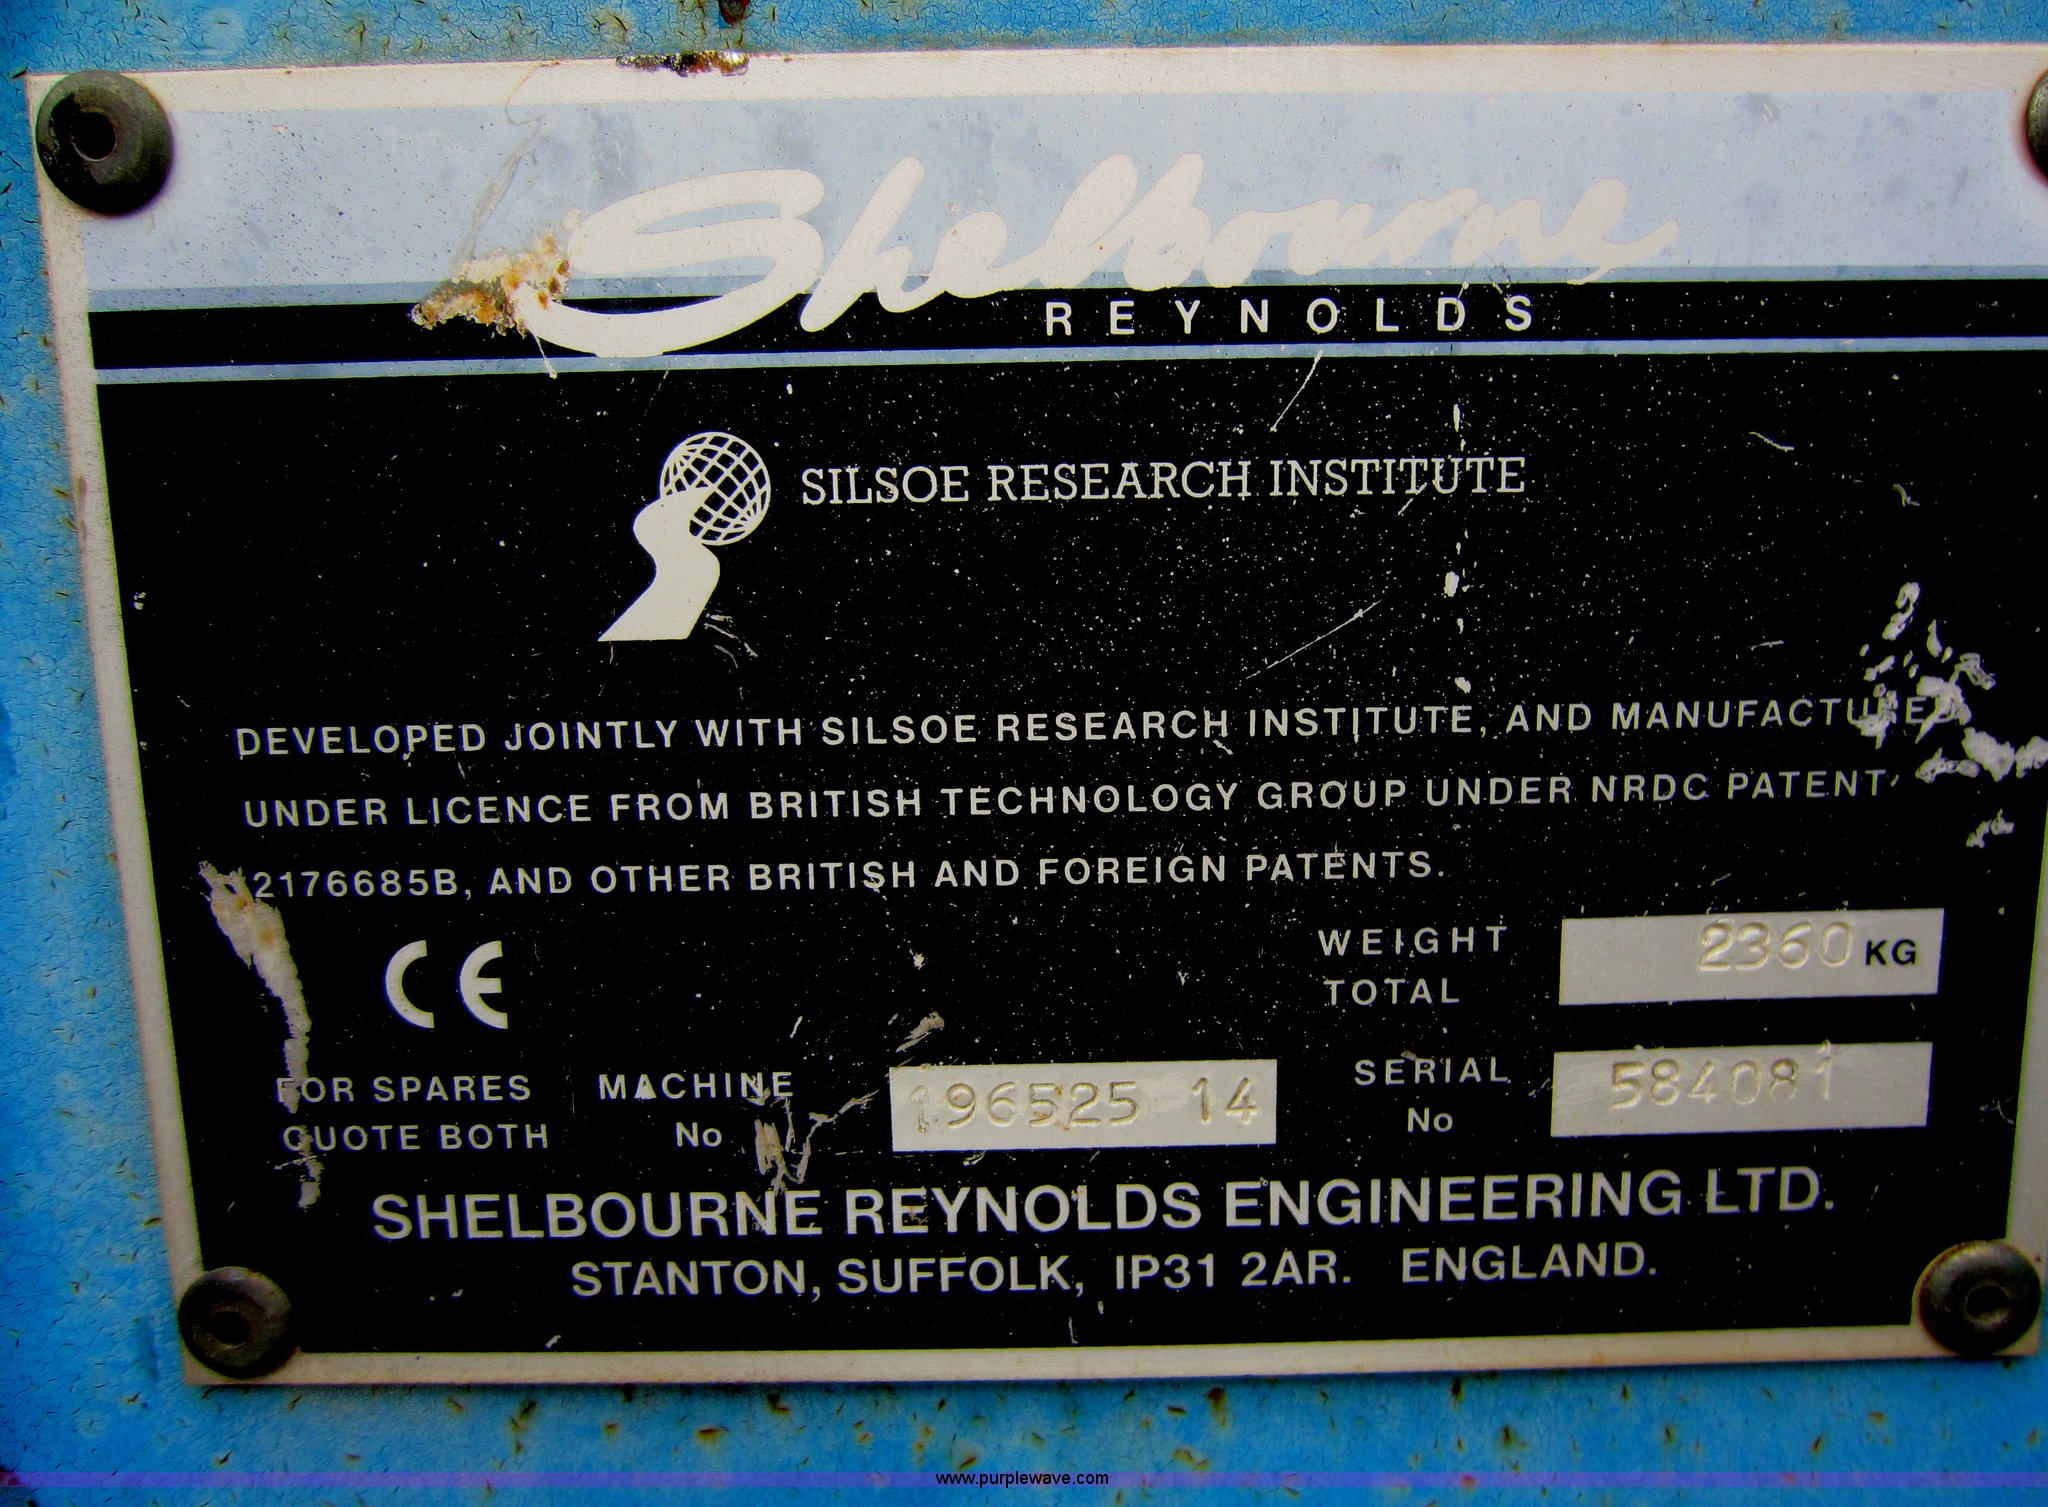 Shelbourne
REYNOLDS
SILSOE RESEARCH INSTITUTE
DEVELOPED JOINTLY WITH SILSOE RESEARCH INSTITUTE, AND MANUFACTURED
UNDER LICENCE FROM BRITISH TECHNOLOGY GROUP UNDER NRDC PATENT
2176685B, AND OTHER BRITISH AND FOREIGN PATENTS.
CE
WEIGHT TOTAL 2360 KG
FOR SPARES QUOTE BOTH
MACHINE No 196525 14
SERIAL No 584081
SHELBOURNE REYNOLDS ENGINEERING LTD.
STANTON, SUFFOLK, IP31 2AR. ENGLAND.
www.purplewave.com